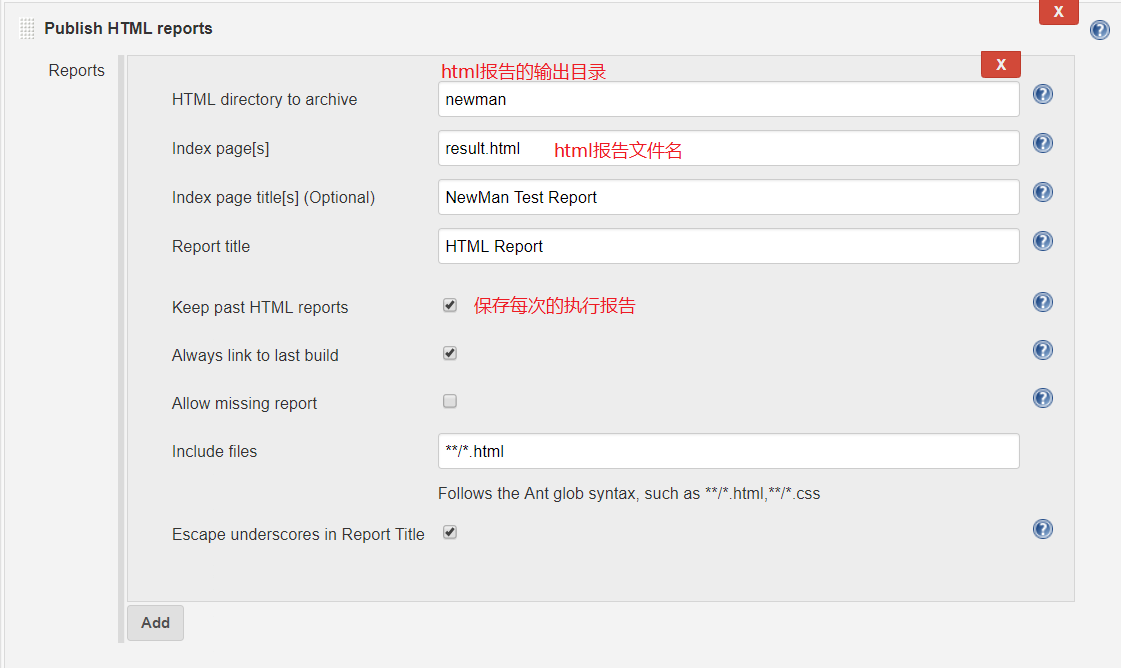 X
Publish HTML reports
Reports
html报告的输出目录
X
HTML directory to archive
newman
Index page[s]
result.html
html报告文件名
Index page title[s] (Optional)
NewMan Test Report
Report title
HTML Report
Keep past HTML reports
保存每次的执行报告
Always link to last build
Allow missing report
Include files
**/*.html
Follows the Ant glob syntax, such as **/*.html,**/*.css
Escape underscores in Report Title
Add